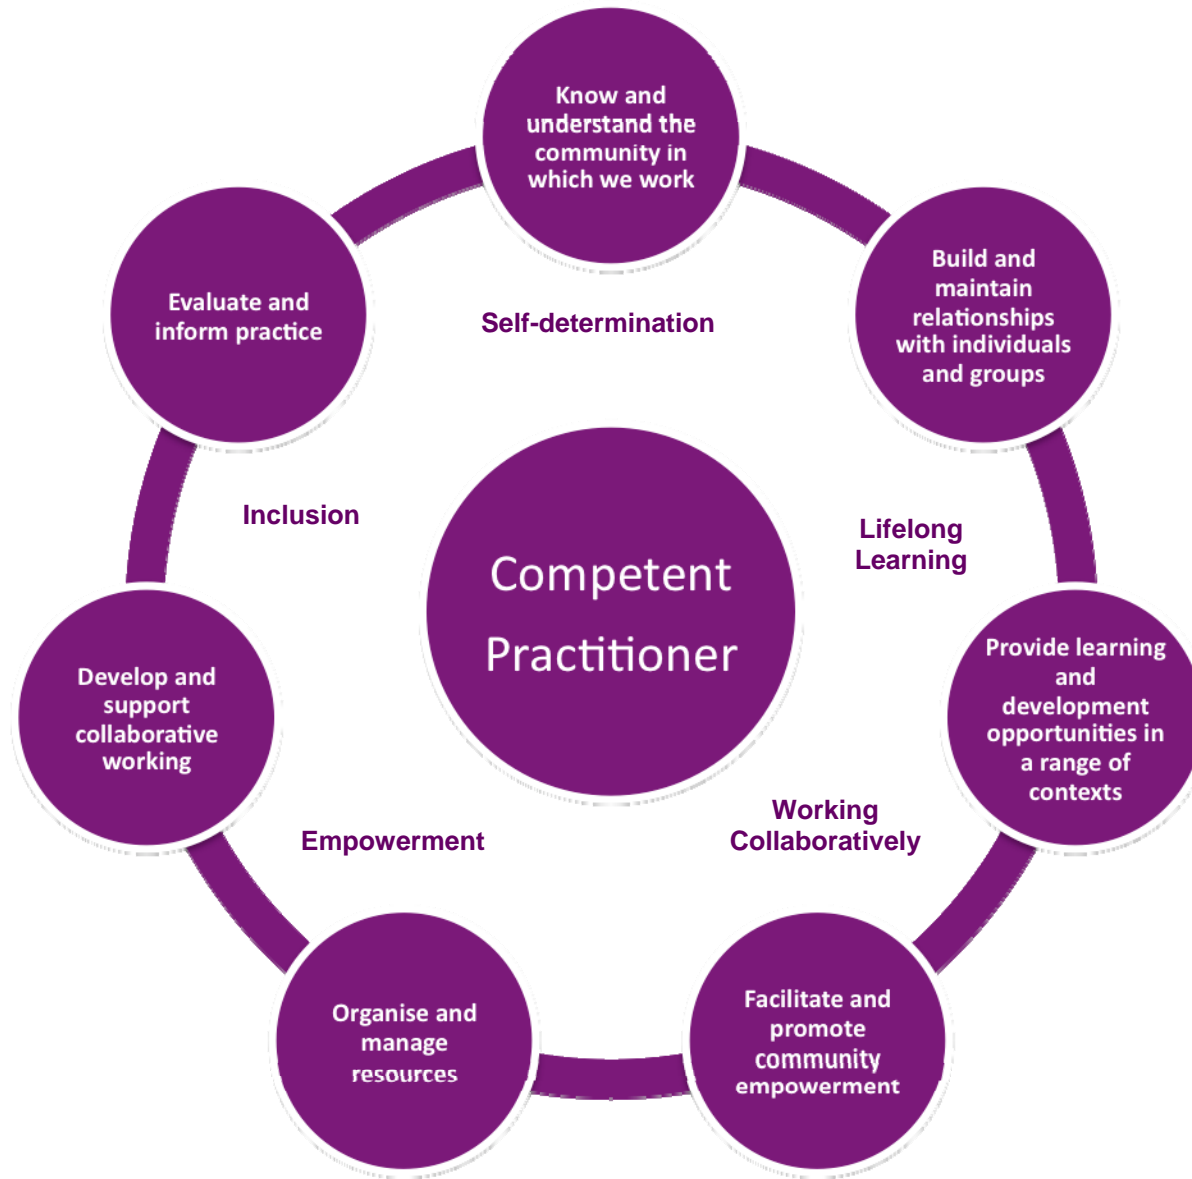 Know and
understand the
community in
which we work
Build and
maintain
relationships
with individuals
and groups
Evaluate and
inform practice
Self-determination
Inclusion
Lifelong
Learning
Competent
Practitioner
Provide learning
and
development
opportunities in
a range of
contexts
Develop and
support
collaborative
working
Working
Collaboratively
Empowerment
Facilitate and
promote
community
empowerment
Organise and
manage
resources